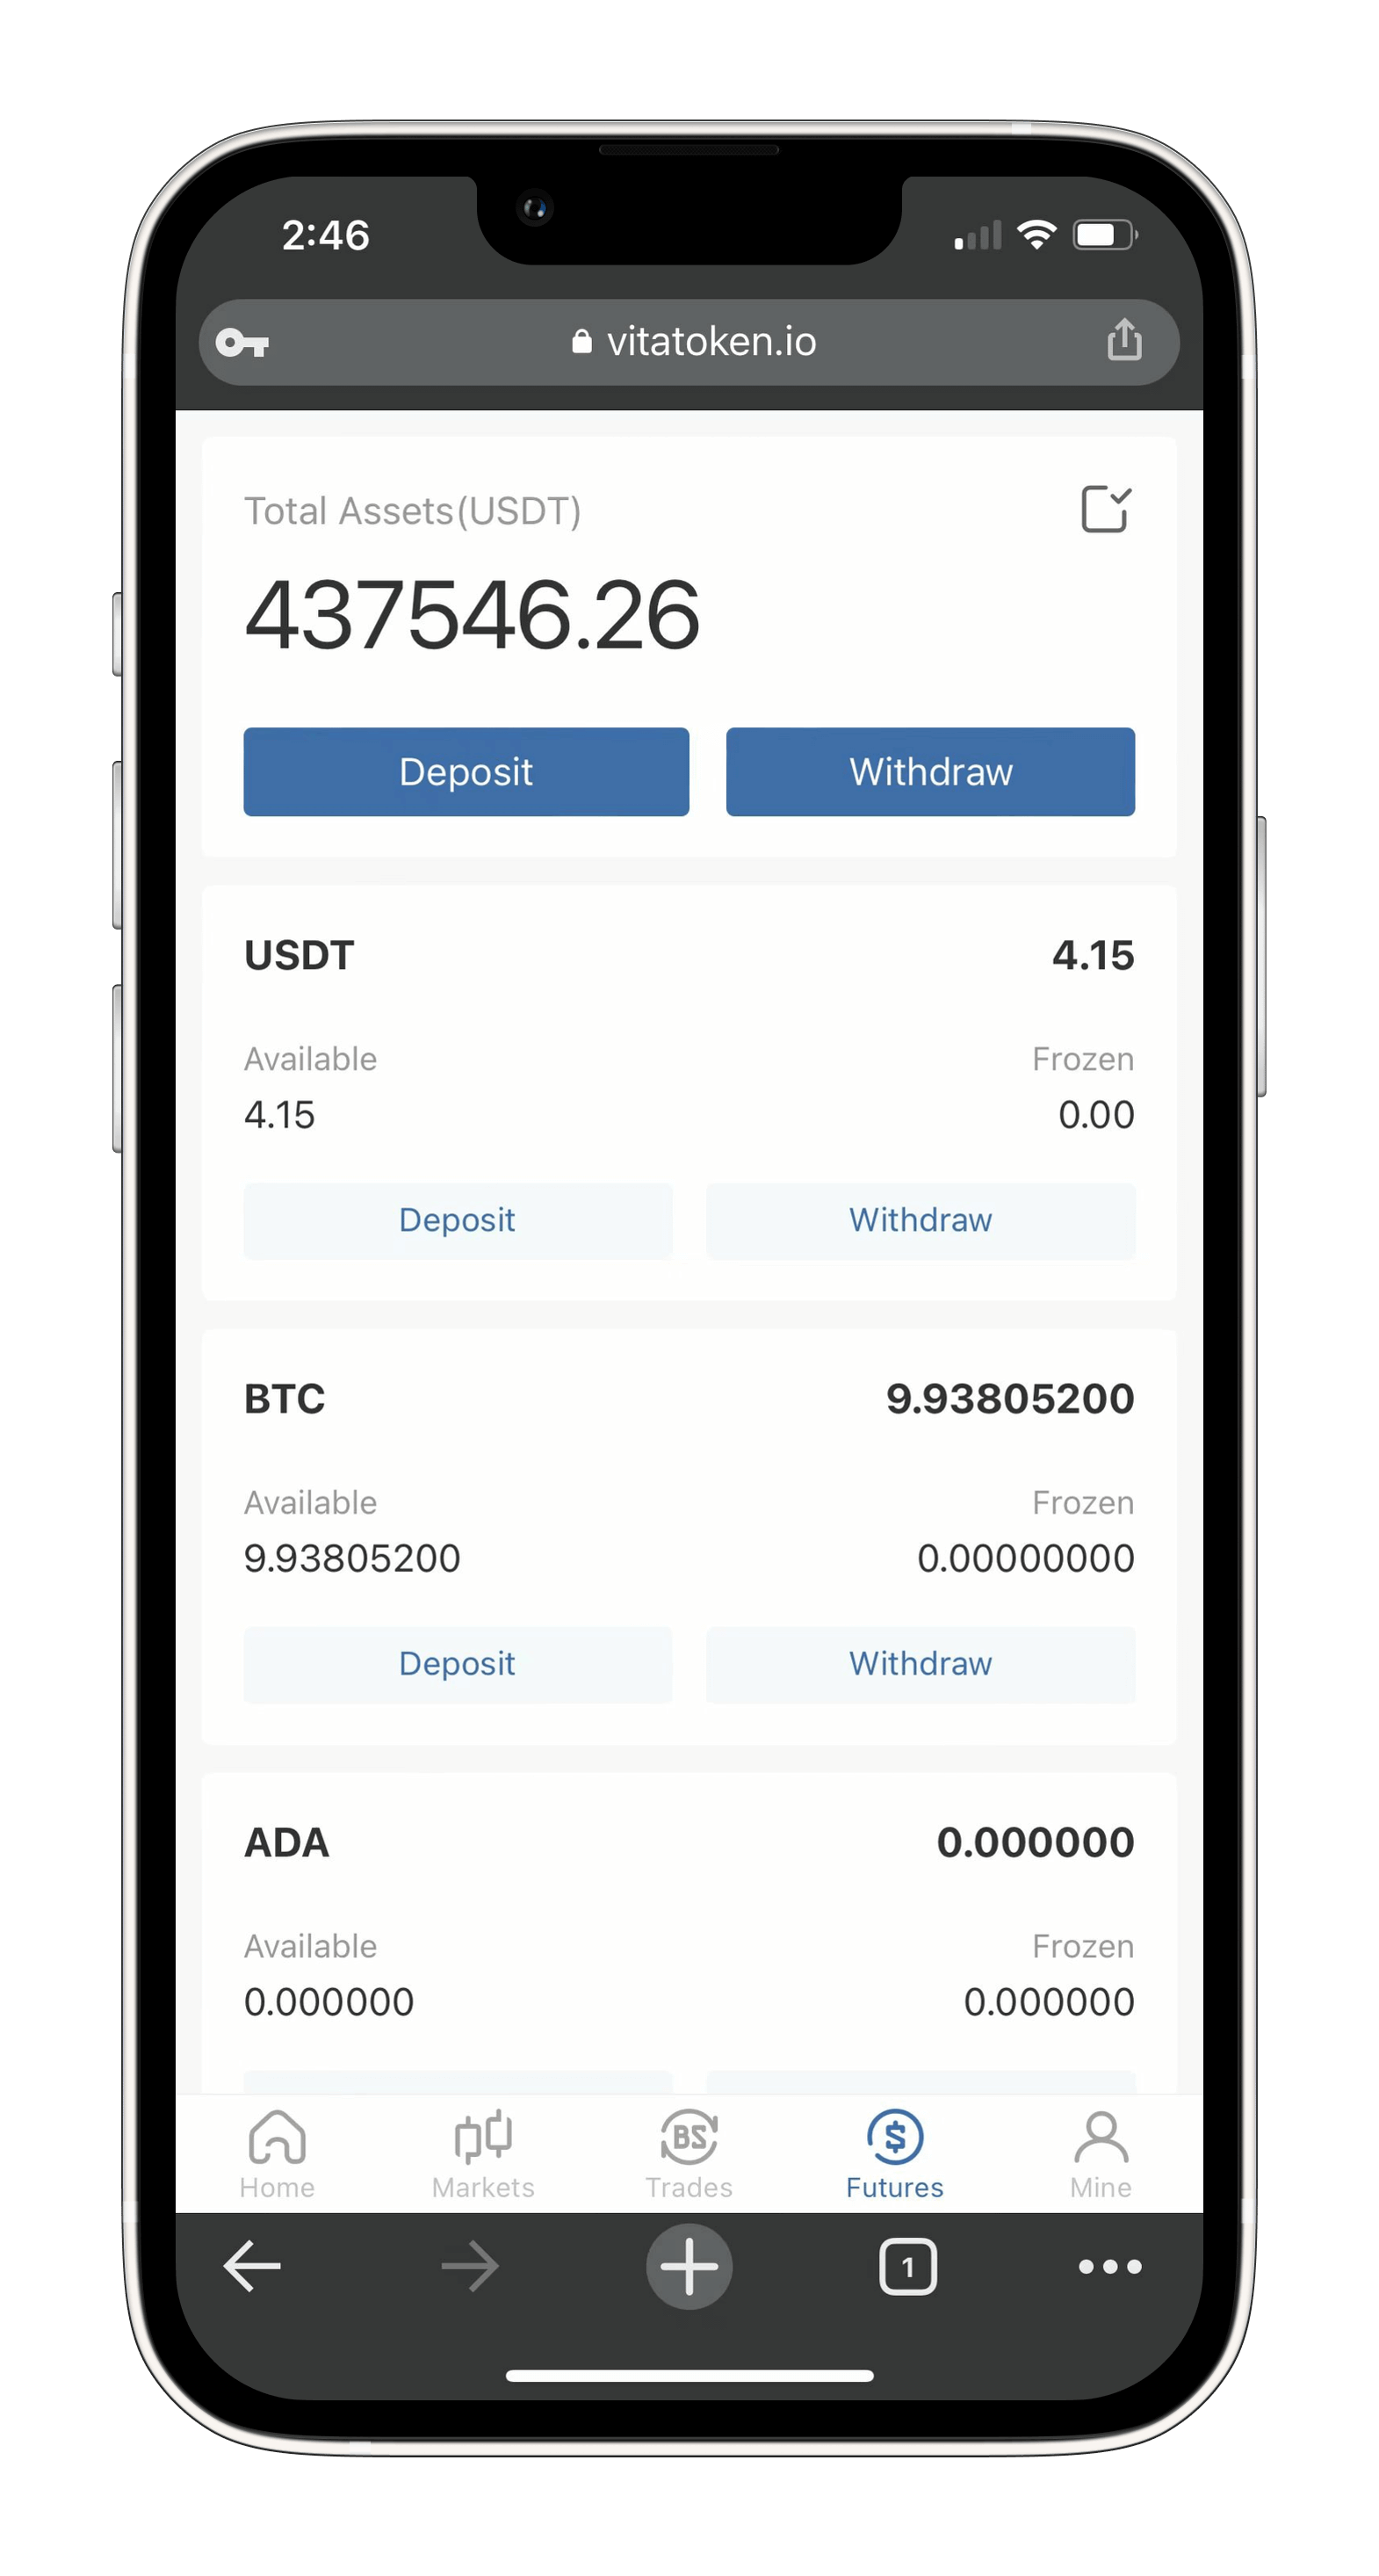 2:46
vitatoken.io
Total Assets(USDT)
437546.26
Deposit Withdraw
USDT 4.15
Available Frozen
4.15 0.00
Deposit Withdraw
BTC 9.93805200
Available Frozen
9.93805200 0.00000000
Deposit Withdraw
ADA 0.000000
Available Frozen
0.000000 0.000000
BS $
Home Markets Trades Futures Mine
1